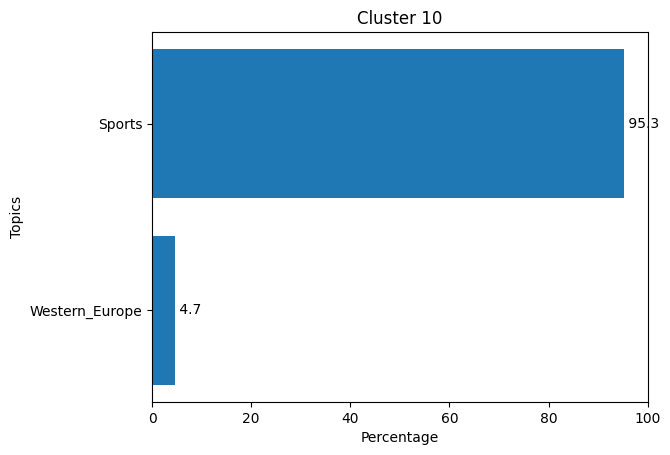 Cluster 10
Topics
Sports
95.3
Western_Europe
4.7
0 20 40 60 80 100
Percentage